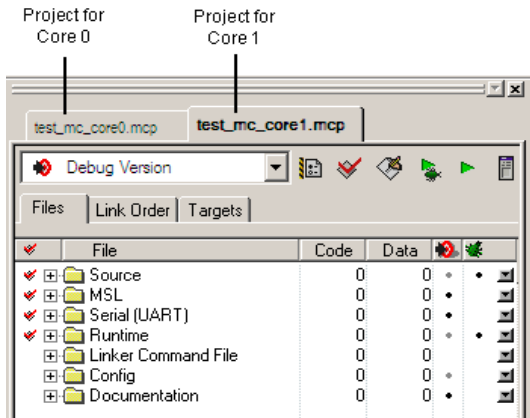 Project for
Core 0
Project for
Core 1
test_mc_core0.mcp
test_mc_core1.mcp
Debug Version
Files
Link Order
Targets
File Code Data
Source 0 0
MSL 0 0
Serial (UART) 0 0
Runtime 0 0
Linker Command File 0 0
Config 0 0
Documentation 0 0